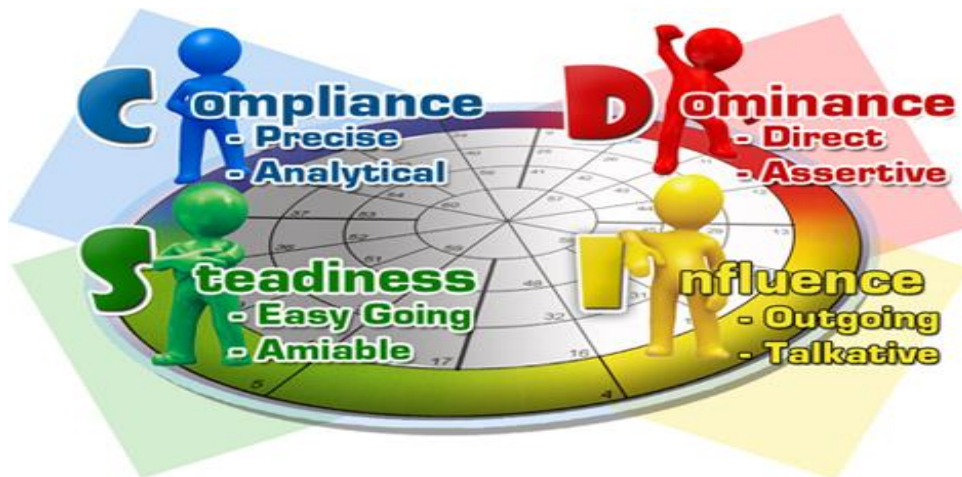 Compliance
- Precise
- Analytical
Dominance
- Direct
- Assertive
Steadiness
- Easy Going
- Amiable
Influence
- Outgoing
- Talkative